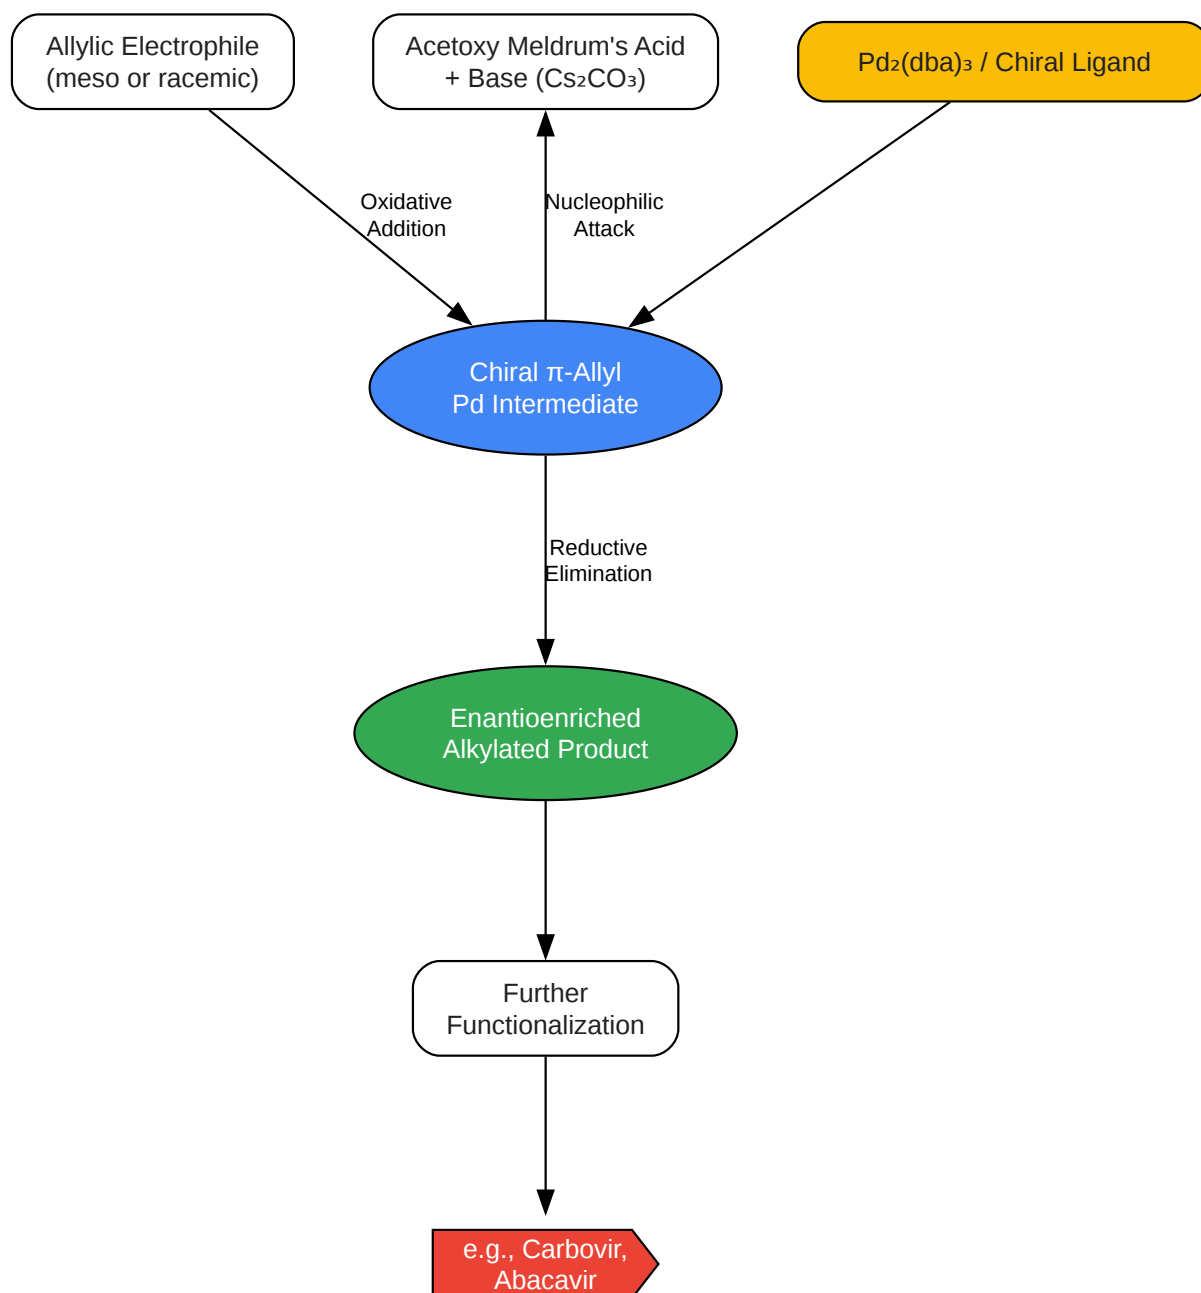 Allylic Electrophile
(meso or racemic)
Acetoxy Meldrum's Acid
+ Base (Cs₂CO₃)
Pd₂(dba)₃ / Chiral Ligand
Oxidative
Addition
Nucleophilic
Attack
Chiral π-Allyl
Pd Intermediate
Reductive
Elimination
Enantioenriched
Alkylated Product
Further
Functionalization
e.g., Carbovir,
Abacavir